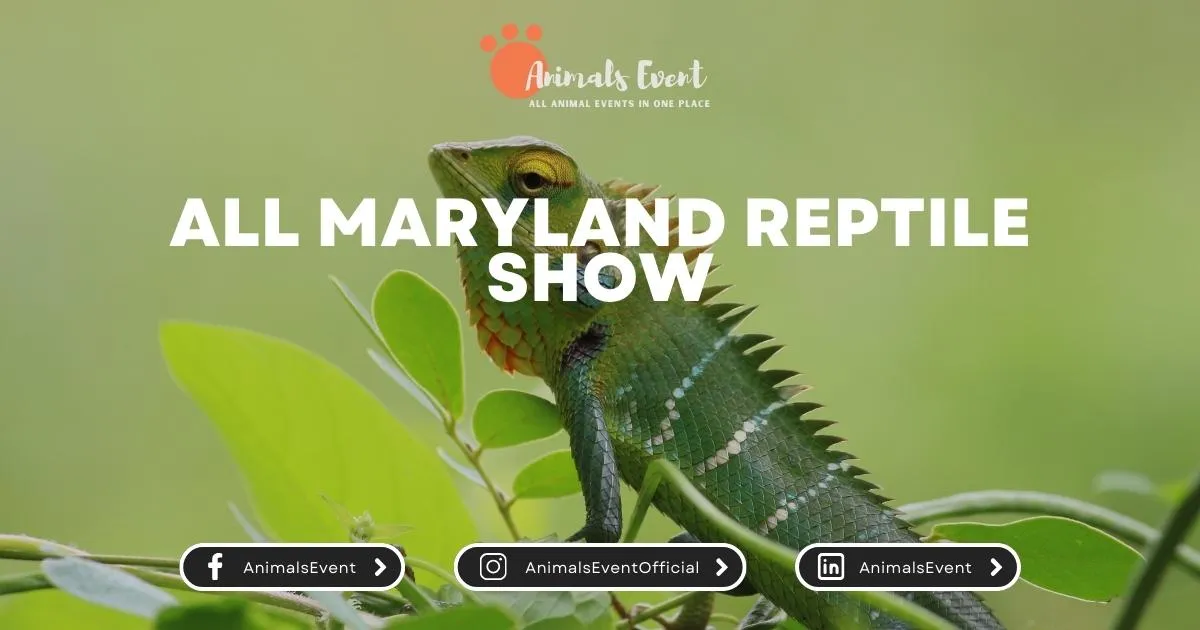 Animals Event
ALL ANIMAL EVENTS IN ONE PLACE
ALL MARYLAND REPTILE
SHOW
AnimalsEvent
AnimalsEventOfficial
AnimalsEvent